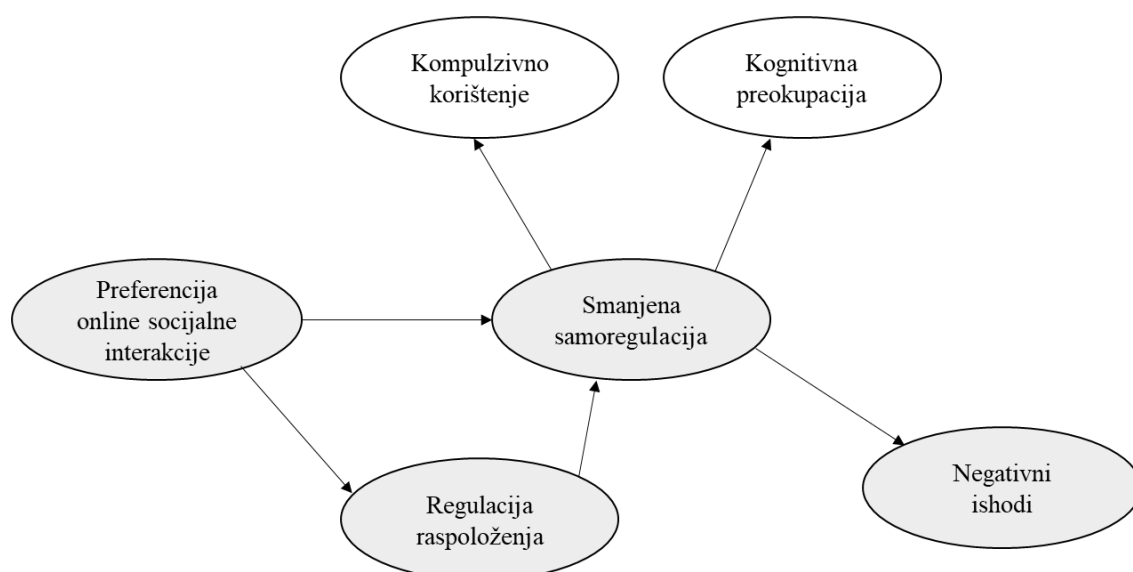 Kompulzivno
korištenje
Kognitivna
preokupacija
Preferencija
online socijalne
interakcije
Smanjena
samoregulacija
Regulacija
raspoloženja
Negativni
ishodi